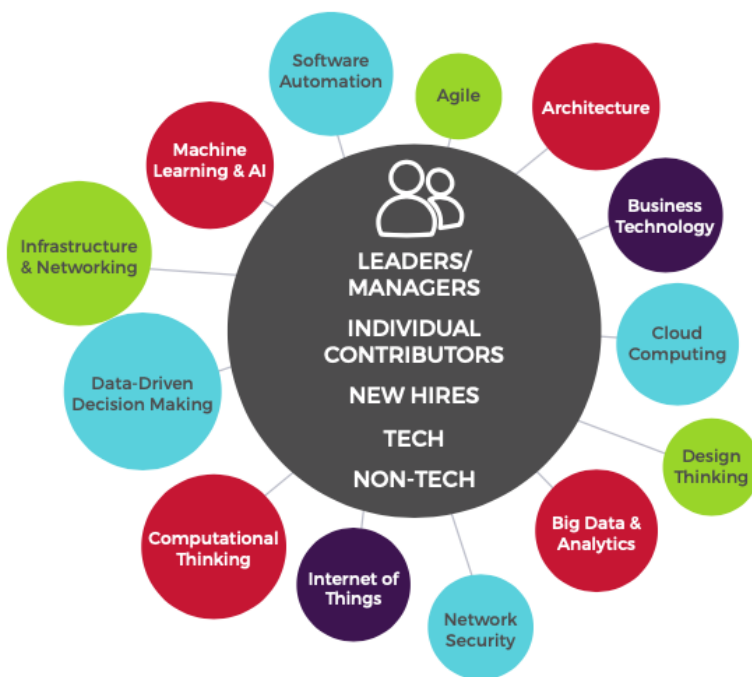 Software
Automation
Agile
Architecture
Machine
Learning & AI
Business
Technology
Infrastructure
& Networking
LEADERS/
MANAGERS
INDIVIDUAL
CONTRIBUTORS
NEW HIRES
TECH
NON-TECH
Cloud
Computing
Data-Driven
Decision Making
Design
Thinking
Big Data &
Analytics
Computational
Thinking
Internet of
Things
Network
Security